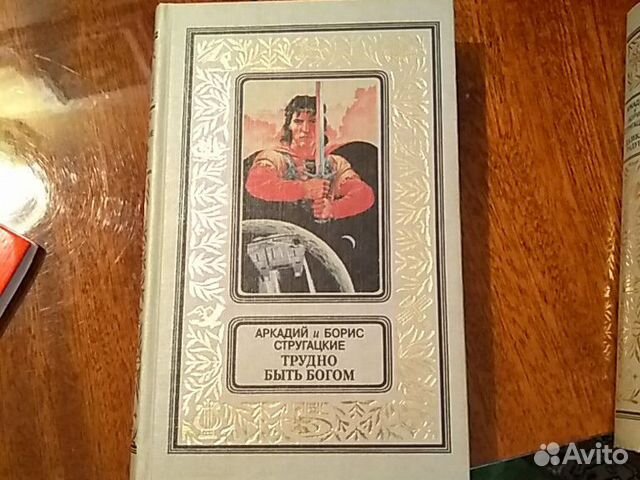 АРКАДИЙ и БОРИС
СТРУГАЦКИЕ
ТРУДНО
БЫТЬ БОГОМ
Avito